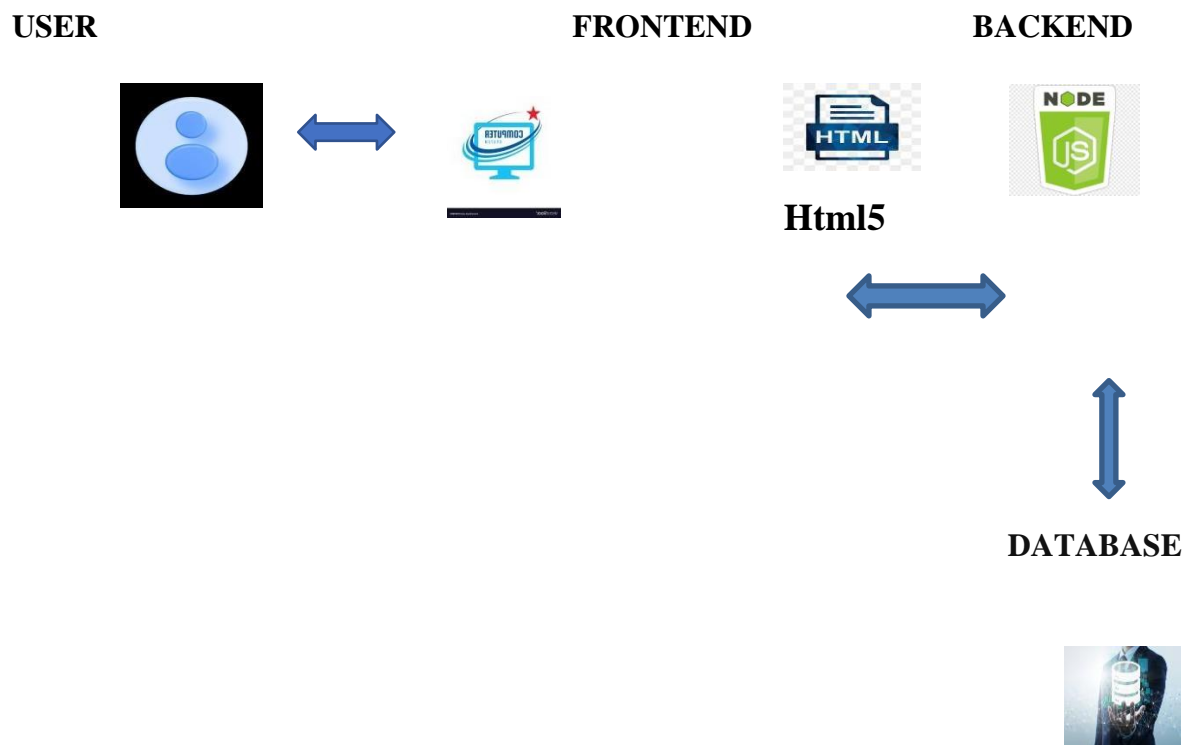 USER
FRONTEND
BACKEND
COMPUTER
HTML
NODE
JS
Html5
DATABASE